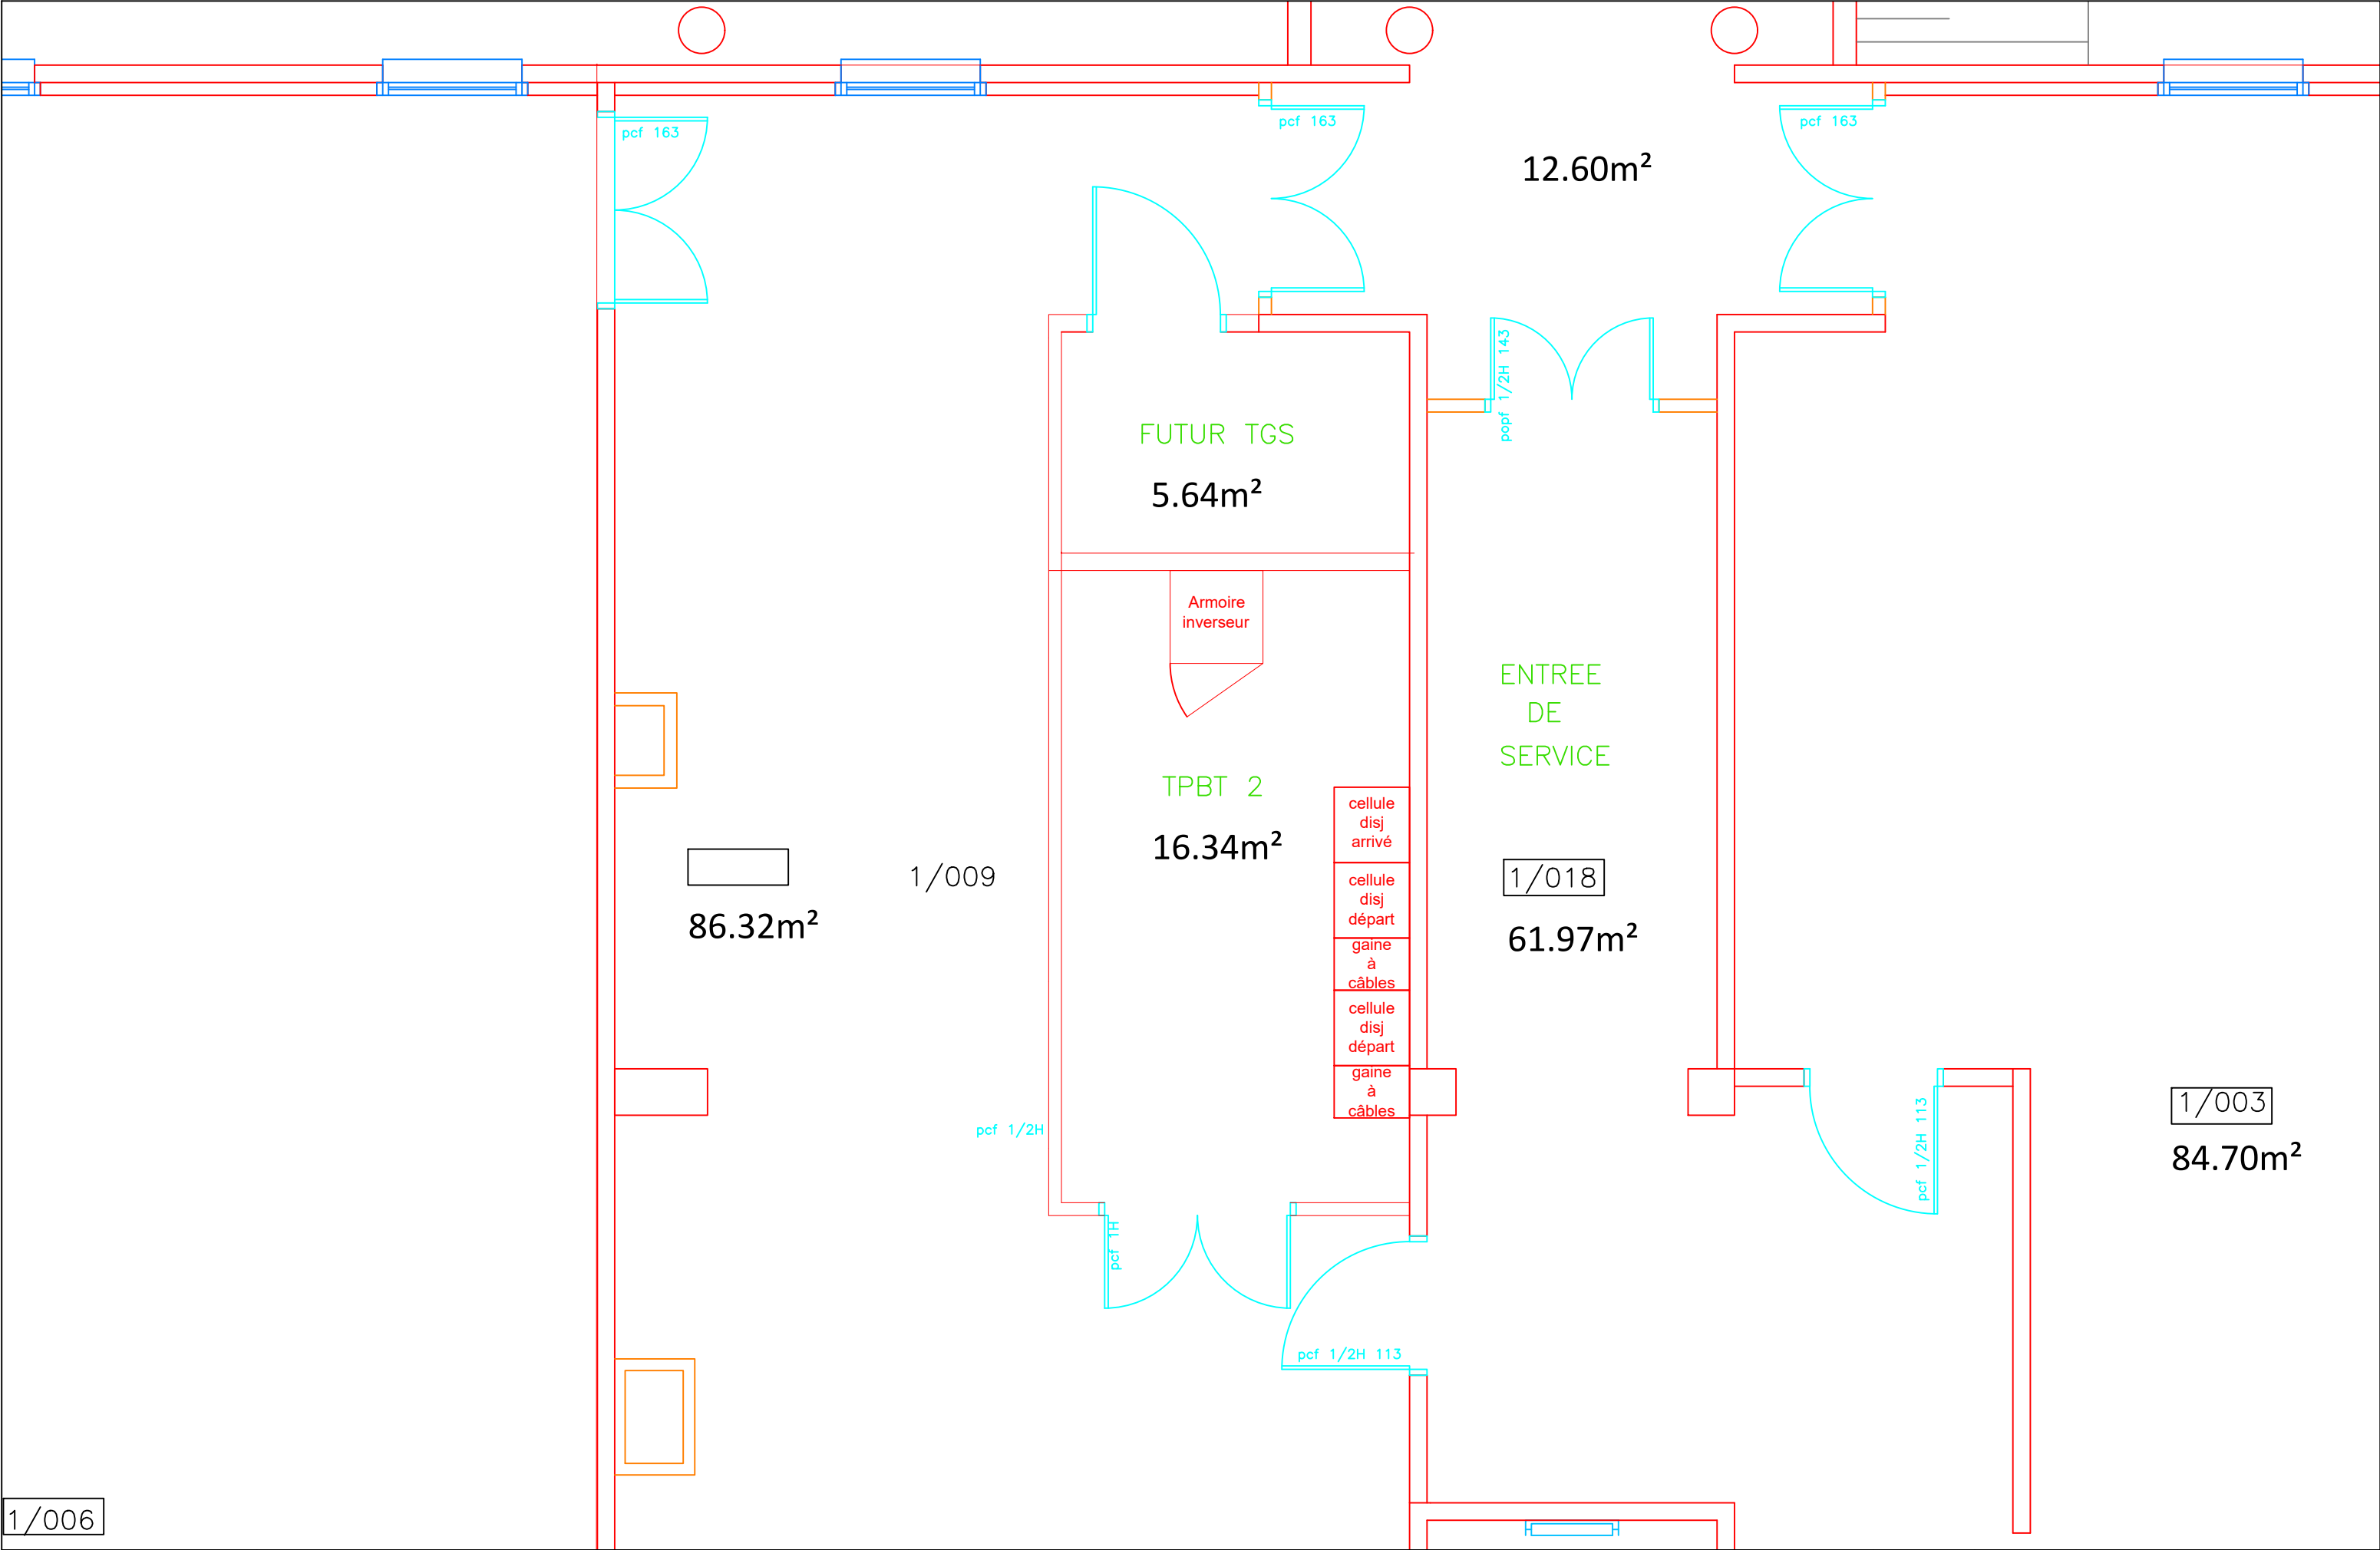 pcf 163
pcf 163
pcf 163
12.60m²
popf 1/2H 143
FUTUR TGS
5.64m²
Armoire
inverseur
ENTREE
DE
SERVICE
TPBT 2
16.34m²
cellule
disj
arrivé
cellule
disj
départ
gaine
à
câbles
cellule
disj
départ
gaine
à
câbles
1/009
86.32m²
1/018
61.97m²
1/003
84.70m²
pcf 1/2H
pcf 1/2H 113
pcf 1H
pcf 1/2H 113
1/006